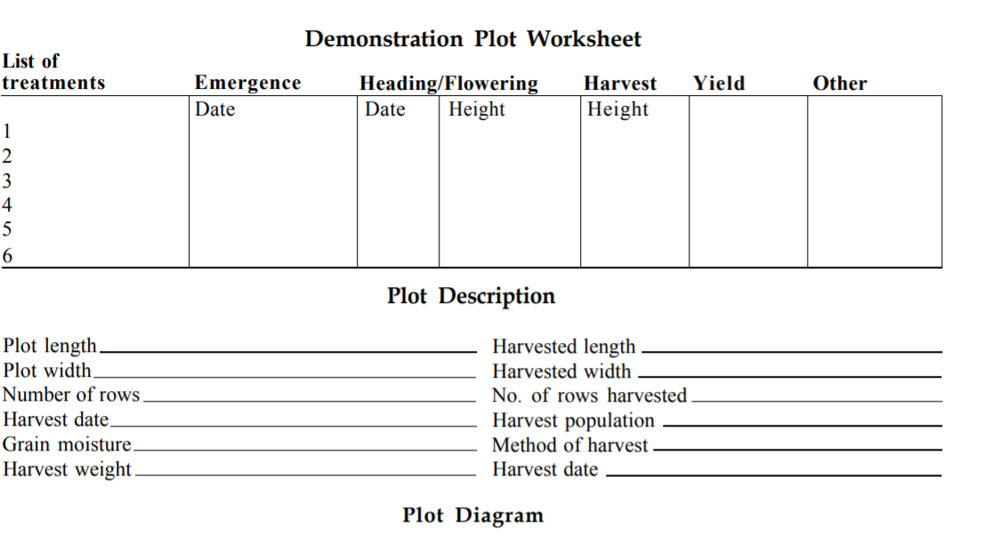 Demonstration Plot Worksheet
List of
treatments Emergence Heading/Flowering Harvest Yield Other
Date Date Height Height
1
2
3
4
5
6
Plot Description
Plot length Harvested length
Plot width Harvested width
Number of rows No. of rows harvested
Harvest date Harvest population
Grain moisture Method of harvest
Harvest weight Harvest date
Plot Diagram